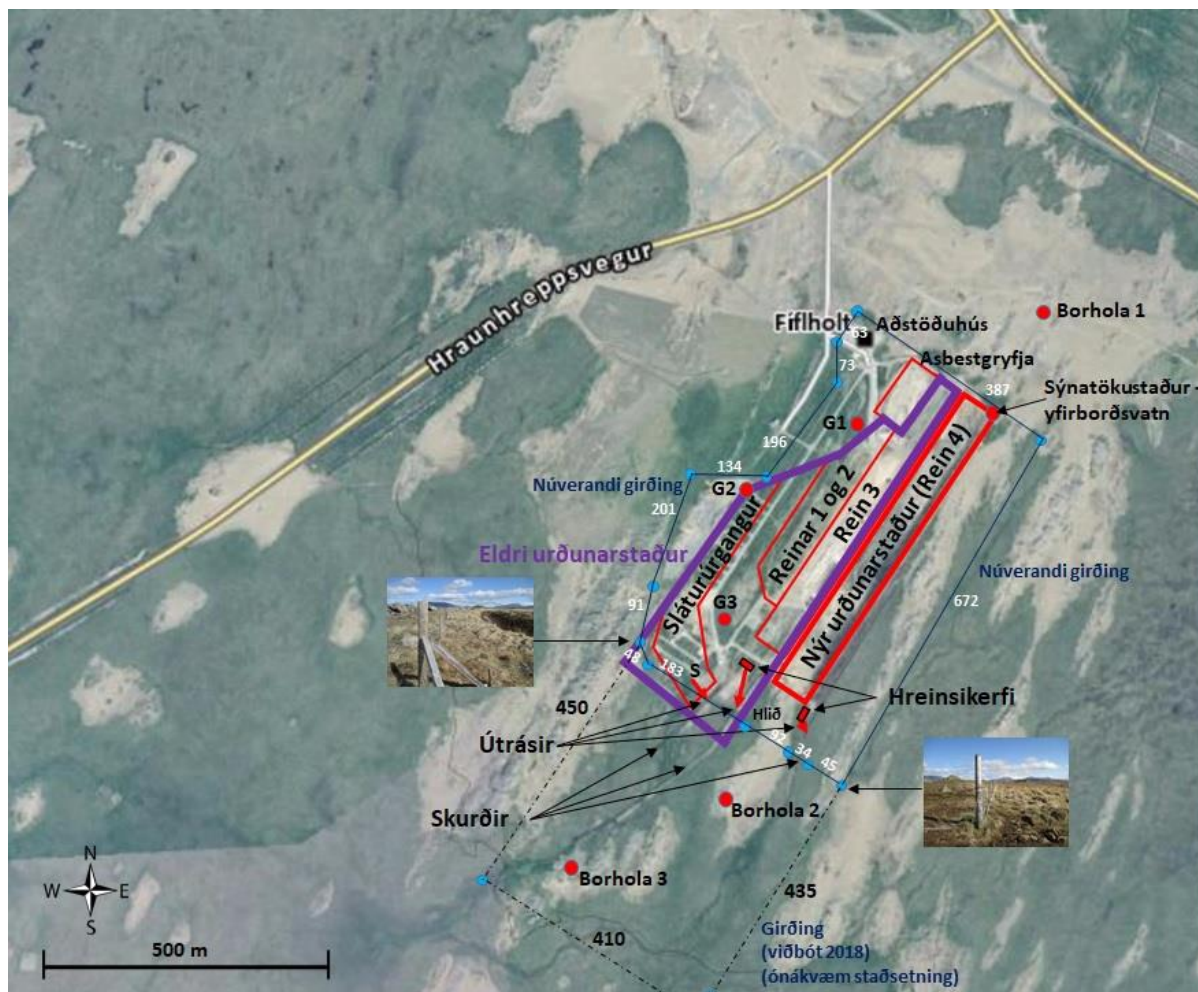 Hraunhreppsvegur
Fíflholt
Borhola 1
Aðstöðuhús
63
Asbestgryfja
73
387
Sýnatökustaður -
yfirborðsvatn
G1
196
134
Núverandi girðing
G2
201
Reinar 1 og 2
Rein 3
Nýr urðunarstaður (Rein 4)
Eldri urðunarstaður
Sláturúrgangur
Núverandi girðing
91
672
G3
48
183
S
Hreinsikerfi
450
Hlið
Útrásir
97
34
45
Skurðir
Borhola 2
Borhola 3
435
410
Girðing
(viðbót 2018)
(ónákvæm staðsetning)
N
W
E
S
500 m